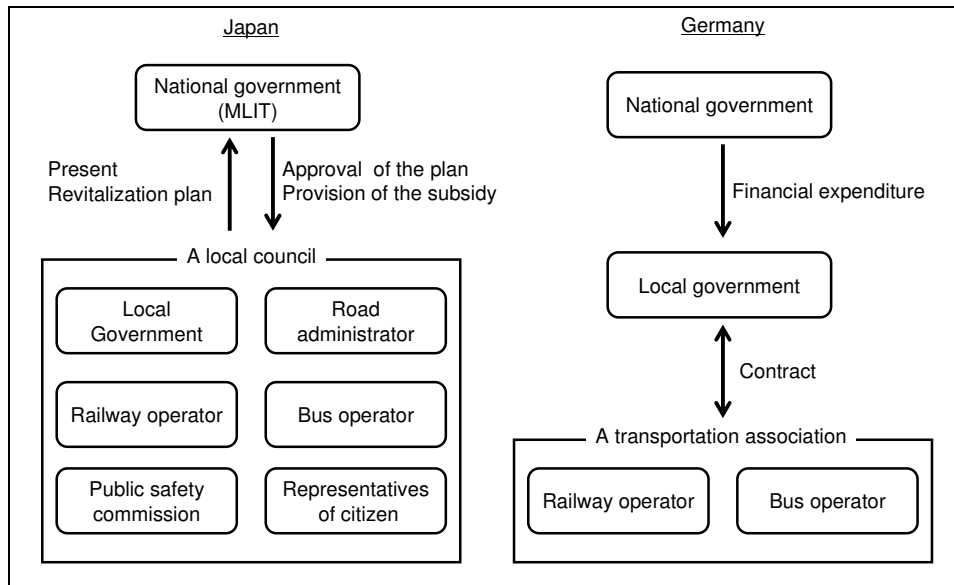 Japan
National government
(MLIT)
Present
Revitalization plan
Approval of the plan
Provision of the subsidy
A local council
Local
Government
Road
administrator
Railway operator
Bus operator
Public safety
commission
Representatives
of citizen
Germany
National government
Financial expenditure
Local government
Contract
A transportation association
Railway operator
Bus operator